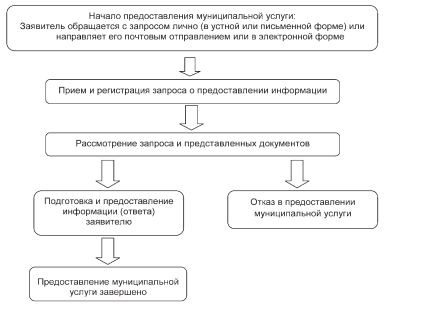 Начало предоставления муниципальной услуги:
Заявитель обращается с запросом лично (в устной или письменной форме) или
направляет его почтовым отправлением или в электронной форме
Прием и регистрация запроса о предоставлении информации
Рассмотрение запроса и представленных документов
Подготовка и предоставление
информации (ответа)
заявителю
Отказ в предоставлении
муниципальной услуги
Предоставление муниципальной
услуги завершено